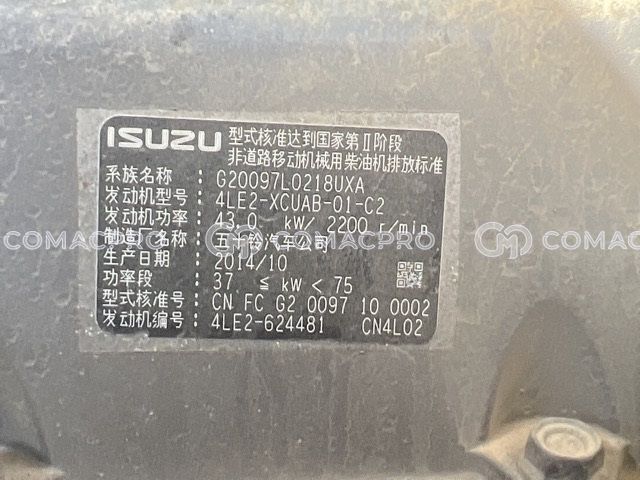 ISUZU 型式核准达到国家第Ⅱ阶段
非道路移动机械用柴油机排放标准
系族名称 : G20097L0218UXA
发动机型号 : 4LE2-XCUAB-01-C2
发动机功率 : 43.0 kW/ 2200 r/min
制造厂名称 : 五十铃汽车公司
生产日期 : 2014/10
功率段 : 37 ≦ kW < 75
型式核准号 : CN FC G2 0097 10 0002
发动机编号 : 4LE2-624481 CN4L02
COMACPRO COMACPRO COMACPRO COMACPRO